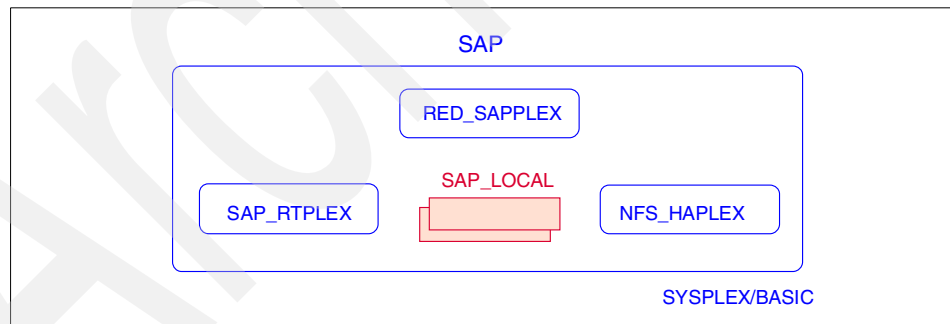 SAP
RED_SAPPLEX
SAP_LOCAL
SAP_RTPLEX
NFS_HAPLEX
SYSPLEX/BASIC